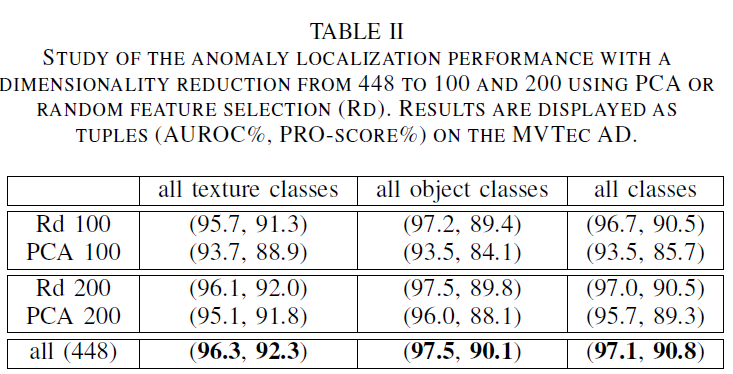 TABLE II
STUDY OF THE ANOMALY LOCALIZATION PERFORMANCE WITH A
DIMENSIONALITY REDUCTION FROM 448 TO 100 AND 200 USING PCA OR
RANDOM FEATURE SELECTION (RD). RESULTS ARE DISPLAYED AS
TUPLES (AUROC%, PRO-SCORE%) ON THE MVTEC AD.
all texture classes all object classes all classes
Rd 100 (95.7, 91.3) (97.2, 89.4) (96.7, 90.5)
PCA 100 (93.7, 88.9) (93.5, 84.1) (93.5, 85.7)
Rd 200 (96.1, 92.0) (97.5, 89.8) (97.0, 90.5)
PCA 200 (95.1, 91.8) (96.0, 88.1) (95.7, 89.3)
all (448) (96.3, 92.3) (97.5, 90.1) (97.1, 90.8)